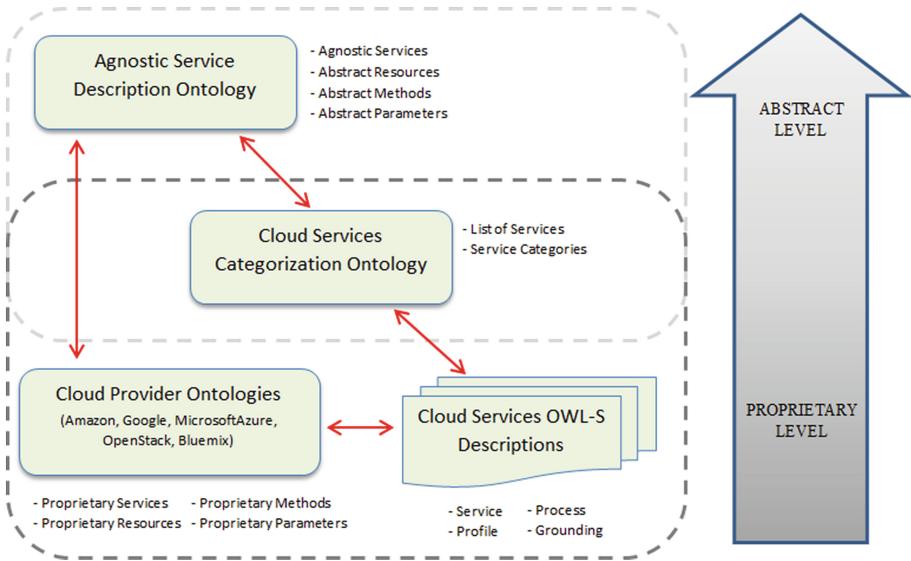 Agnostic Service
Description Ontology
- Agnostic Services
- Abstract Resources
- Abstract Methods
- Abstract Parameters
ABSTRACT
LEVEL
Cloud Services
Categorization Ontology
- List of Services
- Service Categories
Cloud Provider Ontologies
(Amazon, Google, MicrosoftAzure,
OpenStack, Bluemix)
Cloud Services OWL-S
Descriptions
PROPRIETARY
LEVEL
- Proprietary Services
- Proprietary Resources
- Proprietary Methods
- Proprietary Parameters
- Service
- Profile
- Process
- Grounding